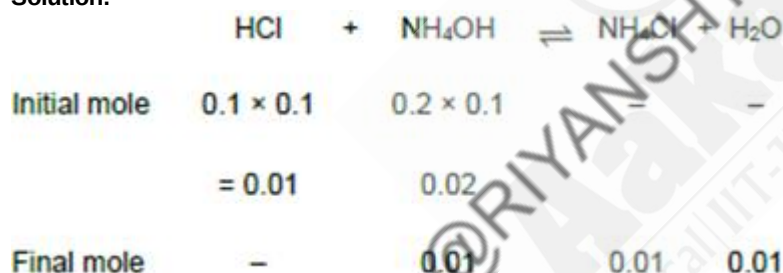 Solution:
HCl + NH₄OH ⇌ NH₄Cl + H₂O
Initial mole 0.1 × 0.1 0.2 × 0.1 – –
= 0.01 0.02
Final mole – 0.01 0.01 0.01
@RIYANSH